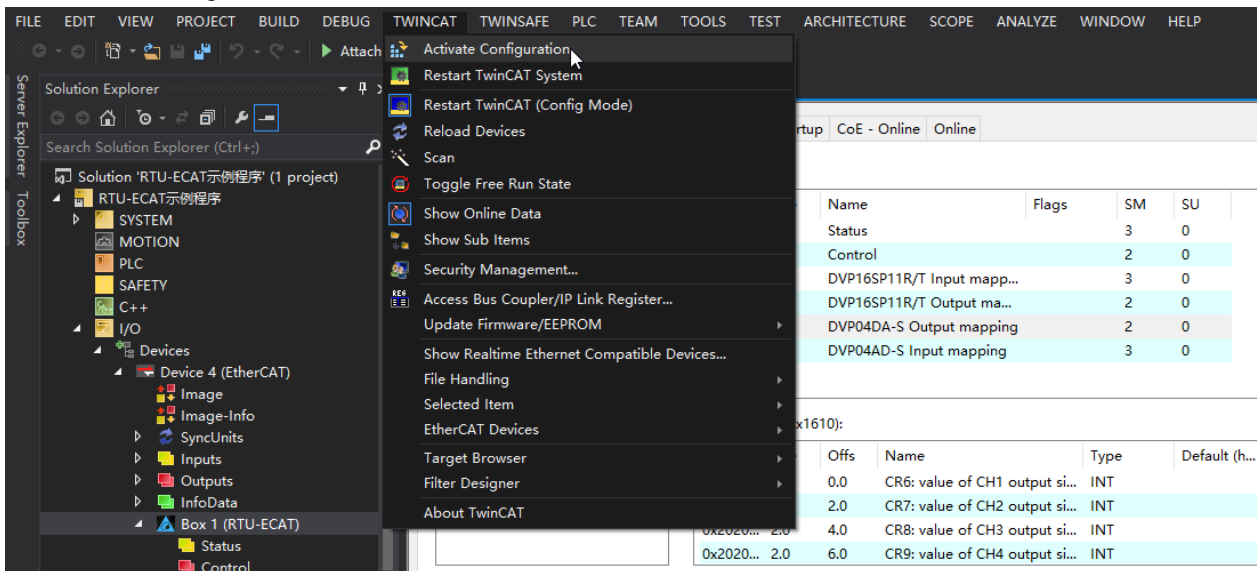 FILE EDIT VIEW PROJECT BUILD DEBUG TWINCAT TWINSAFE PLC TEAM TOOLS TEST ARCHITECTURE SCOPE ANALYZE WINDOW HELP
Attach
Server Explorer
Toolbox
Solution Explorer
Search Solution Explorer (Ctrl+;)
Solution 'RTU-ECAT示例程序' (1 project)
RTU-ECAT示例程序
SYSTEM
MOTION
PLC
SAFETY
C++
I/O
Devices
Device 4 (EtherCAT)
Image
Image-Info
SyncUnits
Inputs
Outputs
InfoData
Box 1 (RTU-ECAT)
Status
Control
Activate Configuration
Restart TwinCAT System
Restart TwinCAT (Config Mode)
Reload Devices
Scan
Toggle Free Run State
Show Online Data
Show Sub Items
Security Management...
Access Bus Coupler/IP Link Register...
Update Firmware/EEPROM
Show Realtime Ethernet Compatible Devices...
File Handling
Selected Item
EtherCAT Devices
Target Browser
Filter Designer
About TwinCAT
rtup CoE - Online Online
Name Flags SM SU
Status 3 0
Control 2 0
DVP16SP11R/T Input mapp... 3 0
DVP16SP11R/T Output ma... 2 0
DVP04DA-S Output mapping 2 0
DVP04AD-S Input mapping 3 0
x1610):
Offs Name Type Default (h...
0.0 CR6: value of CH1 output si... INT
2.0 CR7: value of CH2 output si... INT
0x2020... 2.0 4.0 CR8: value of CH3 output si... INT
0x2020... 2.0 6.0 CR9: value of CH4 output si... INT